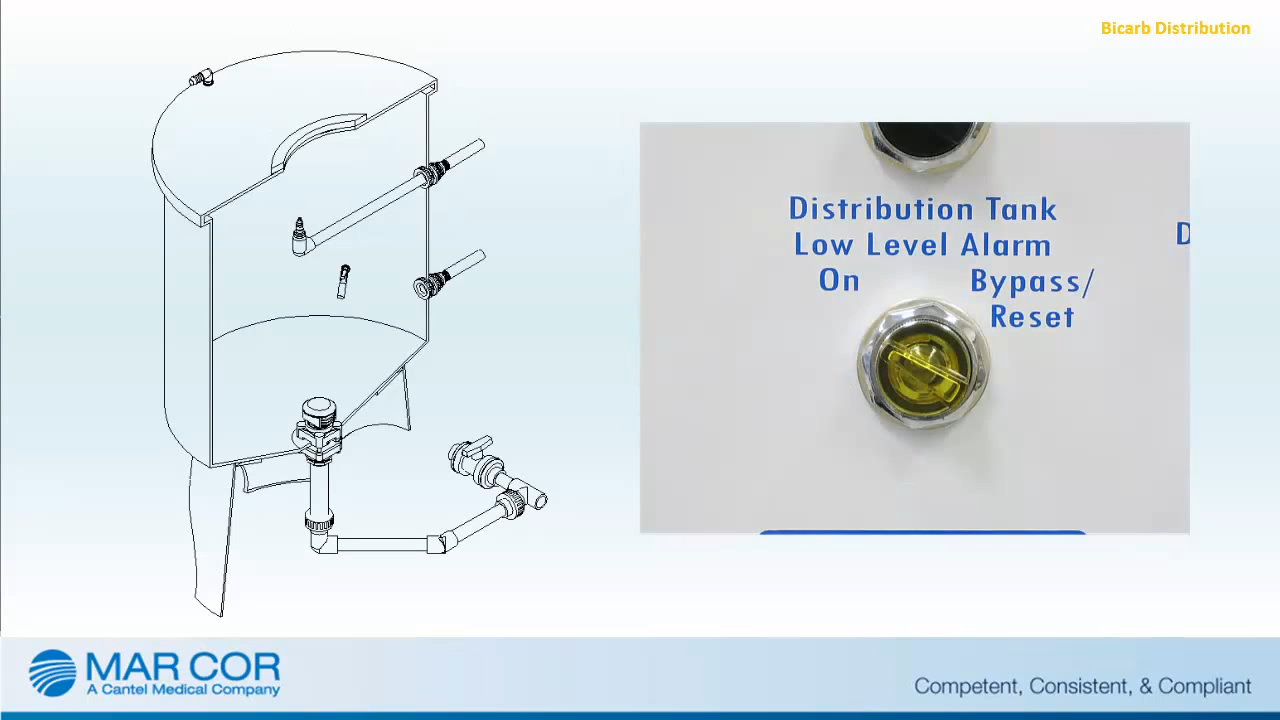 Bicarb Distribution
Distribution Tank
Low Level Alarm
On Bypass/
Reset
D
MAR COR
A Cantel Medical Company
Competent, Consistent, & Compliant